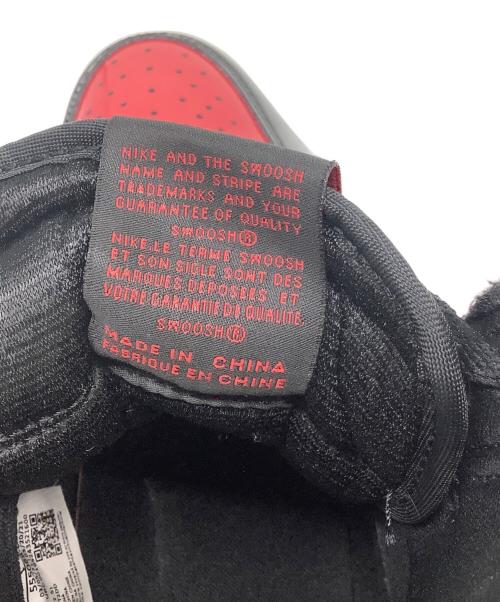 NIKE AND THE SWOOSH
NAME AND STRIPE ARE
TRADEMARKS AND YOUR
GUARANTEE OF QUALITY
SWOOSH®
NIKE,LE TERME SWOOSH
ET SON SIGLE SONT DES
MARQUES DEPOSEES ET
VOTRE GARANTIE DE QUALITE.
SWOOSH®
MADE IN CHINA
FABRIQUE EN CHINE